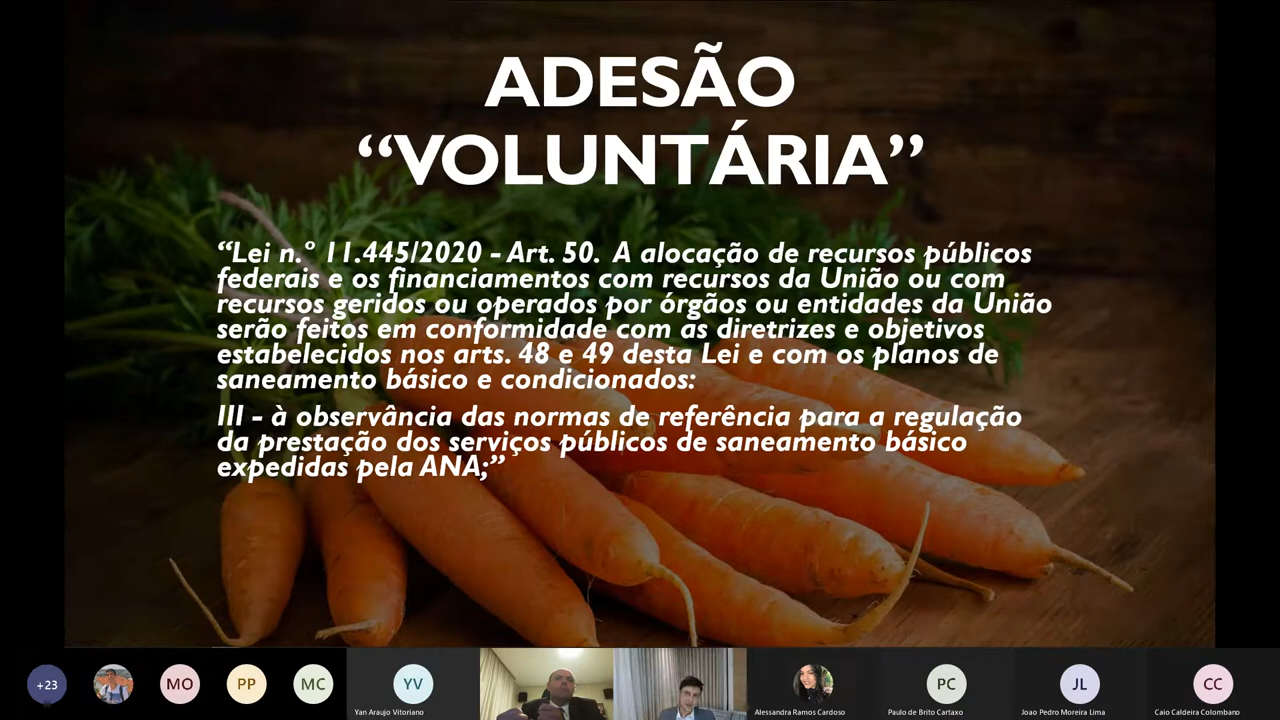 ADESÃO
“VOLUNTÁRIA”
“Lei n.º 11.445/2020 - Art. 50. A alocação de recursos públicos
federais e os financiamentos com recursos da União ou com
recursos geridos ou operados por órgãos ou entidades da União
serão feitos em conformidade com as diretrizes e objetivos
estabelecidos nos arts. 48 e 49 desta Lei e com os planos de
saneamento básico e condicionados:
III - à observância das normas de referência para a regulação
da prestação dos serviços públicos de saneamento básico
expedidas pela ANA;”
+23
MO
PP
MC
YV
PC
JL
CC
Yan Araujo Vitoriano
Alessandra Ramos Cardoso
Paulo de Brito Cartaxo
Joao Pedro Moreira Lima
Caio Caldeira Colombano